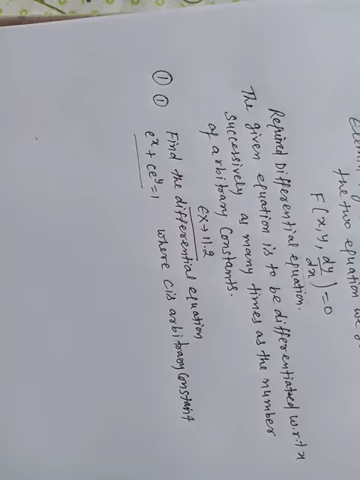 the two equation we
F(x, y, dy/dx) = 0
Required Differential equation.
The given equation is to be differentiated w.r.t x
successively as many times as the number
of arbitrary constants.
Ex → 11.2
① ① Find the differential equation
e^x + ce^y = 1 where C is arbitrary constant